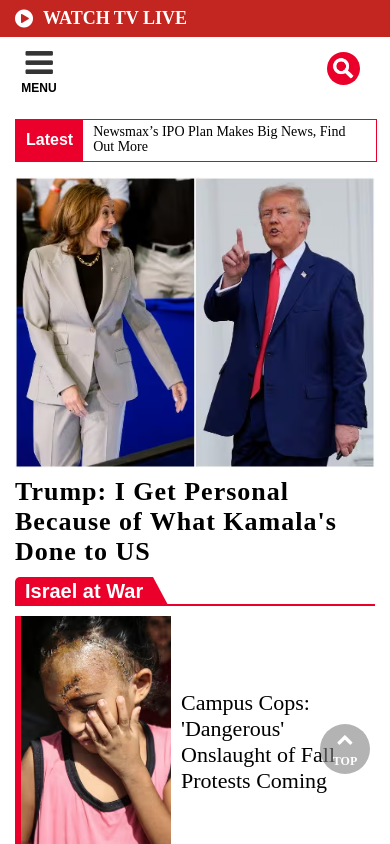 WATCH TV LIVE
MENU
Latest
Newsmax’s IPO Plan Makes Big News, Find
Out More
Trump: I Get Personal
Because of What Kamala's
Done to US
Israel at War
Campus Cops:
'Dangerous'
Onslaught of Fall
Protests Coming
TOP